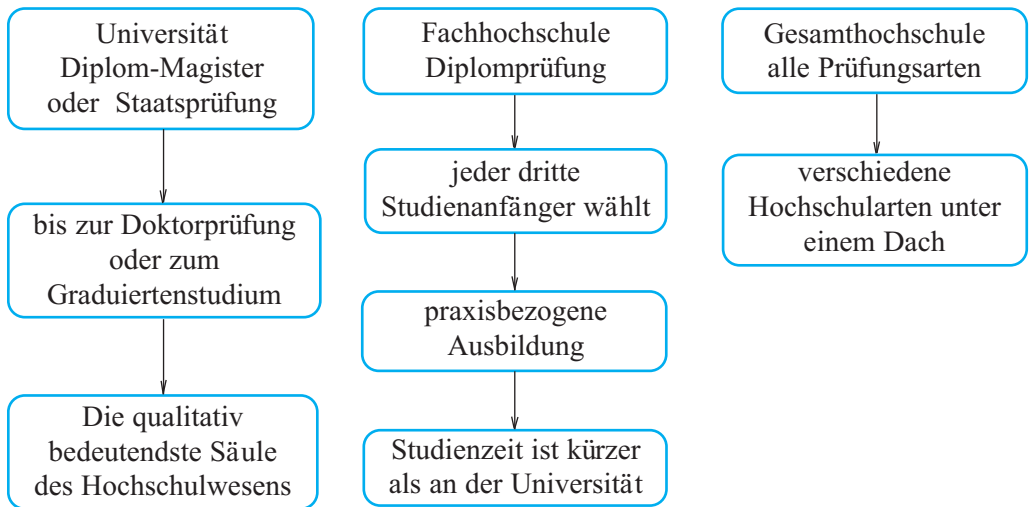 Universität
Diplom-Magister
oder Staatsprüfung
bis zur Doktorprüfung
oder zum
Graduiertenstudium
Die qualitativ
bedeutendste Säule
des Hochschulwesens
Fachhochschule
Diplomprüfung
jeder dritte
Studienanfänger wählt
praxisbezogene
Ausbildung
Studienzeit ist kürzer
als an der Universität
Gesamthochschule
alle Prüfungsarten
verschiedene
Hochschularten unter
einem Dach